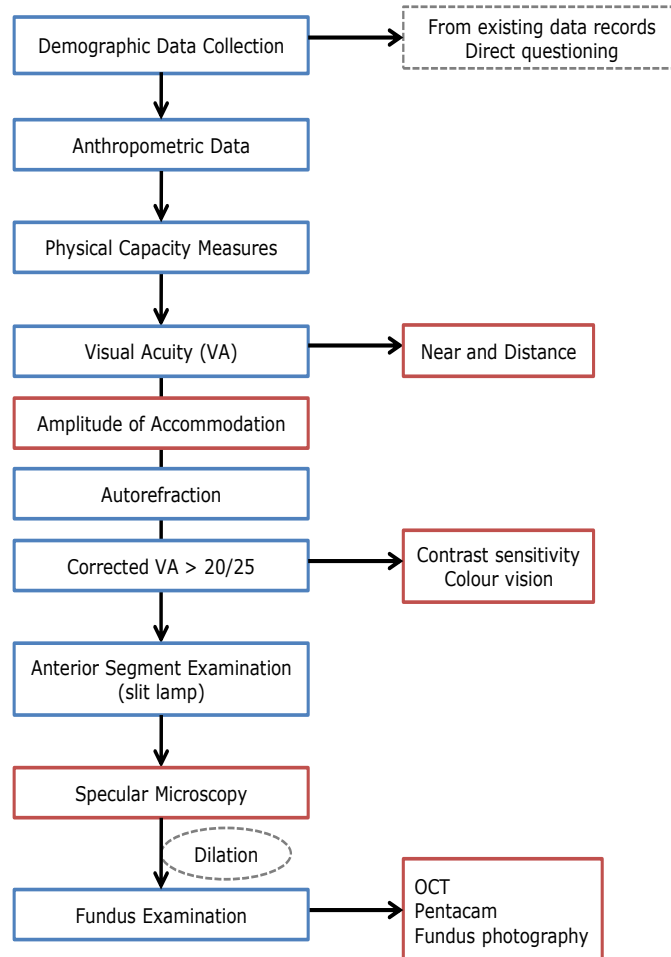 Demographic Data Collection
From existing data records
Direct questioning
Anthropometric Data
Physical Capacity Measures
Visual Acuity (VA)
Near and Distance
Amplitude of Accommodation
Autorefraction
Corrected VA > 20/25
Contrast sensitivity
Colour vision
Anterior Segment Examination
(slit lamp)
Specular Microscopy
Dilation
Fundus Examination
OCT
Pentacam
Fundus photography